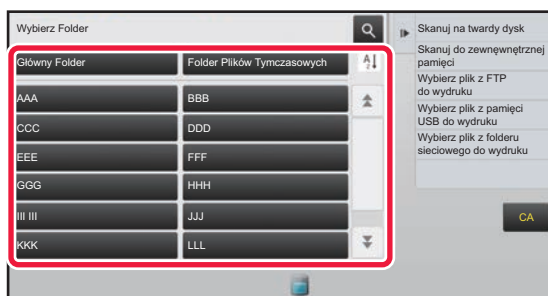 Wybierz Folder
Główny Folder
Folder Plików Tymczasowych
AAA
BBB
CCC
DDD
EEE
FFF
GGG
HHH
III III
JJJ
KKK
LLL
Skanuj na twardy dysk
Skanuj do zewnęwnętrznej
pamięci
Wybierz plik z FTP
do wydruku
Wybierz plik z pamięci
USB do wydruku
Wybierz plik z folderu
sieciowego do wydruku
CA